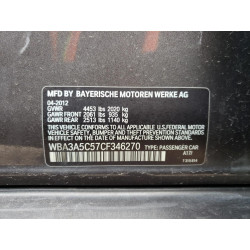 MFD BY BAYERISCHE MOTOREN WERKE AG
04-2012
GVWR 4453 lbs 2020 kg
GAWR FRONT 2061 lbs 935 kg
GAWR REAR 2513 lbs 1140 kg
THIS VEHICLE CONFORMS TO ALL APPLICABLE
U.S. FEDERAL MOTOR VEHICLE SAFETY, BUMPER,
AND THEFT PREVENTION STANDARDS IN EFFECT ON
THE DATE OF MANUFACTURE SHOWN ABOVE.
WBA3A5C57CF346270 TYPE: PASSENGER CAR